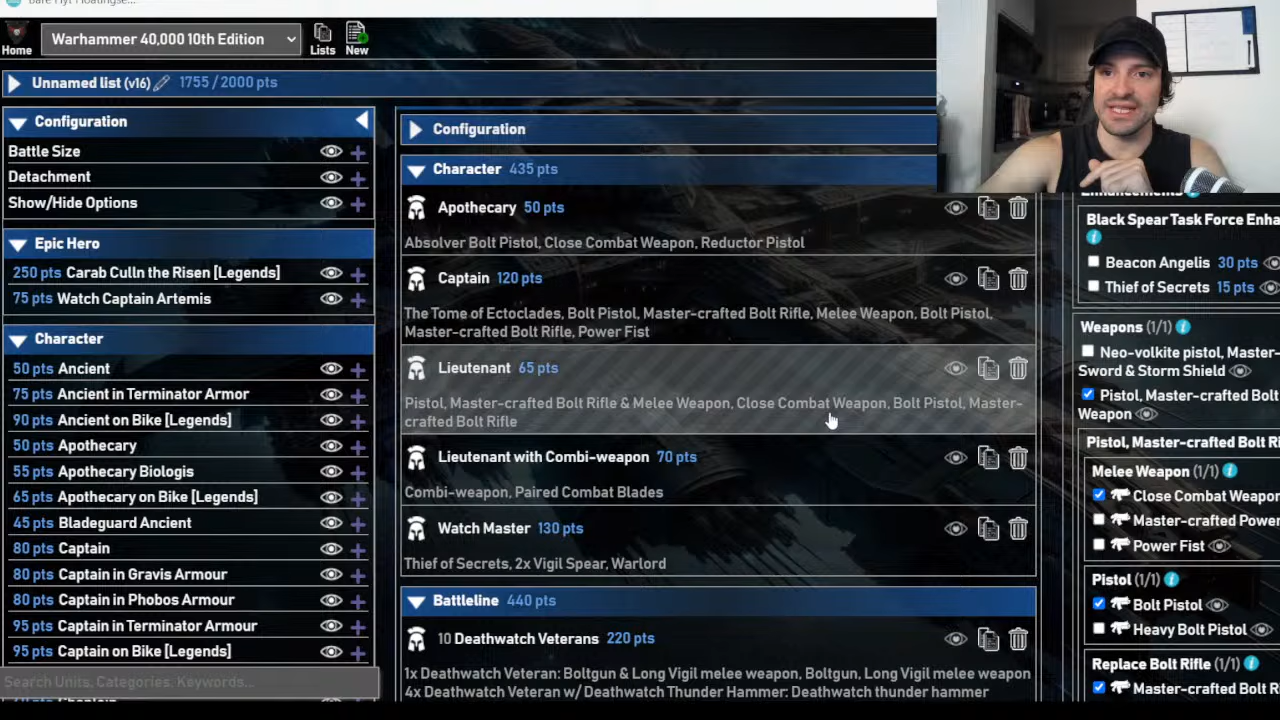 Home
Warhammer 40,000 10th Edition
Lists
New
Unnamed list (v16) 1755 / 2000 pts
Configuration
Battle Size
Detachment
Show/Hide Options
Epic Hero
250 pts Carab Culln the Risen [Legends]
75 pts Watch Captain Artemis
Character
50 pts Ancient
75 pts Ancient in Terminator Armor
90 pts Ancient on Bike [Legends]
50 pts Apothecary
55 pts Apothecary Biologis
65 pts Apothecary on Bike [Legends]
45 pts Bladeguard Ancient
80 pts Captain
80 pts Captain in Gravis Armour
80 pts Captain in Phobos Armour
95 pts Captain in Terminator Armour
95 pts Captain on Bike [Legends]
Search Units, Categories, Keywords...
Configuration
Character 435 pts
Apothecary 50 pts
Absolver Bolt Pistol, Close Combat Weapon, Reductor Pistol
Captain 120 pts
The Tome of Ectoclades, Bolt Pistol, Master-crafted Bolt Rifle, Melee Weapon, Bolt Pistol,
Master-crafted Bolt Rifle, Power Fist
Lieutenant 65 pts
Pistol, Master-crafted Bolt Rifle & Melee Weapon, Close Combat Weapon, Bolt Pistol, Master-
crafted Bolt Rifle
Lieutenant with Combi-weapon 70 pts
Combi-weapon, Paired Combat Blades
Watch Master 130 pts
Thief of Secrets, 2x Vigil Spear, Warlord
Battleline 440 pts
10 Deathwatch Veterans 220 pts
1x Deathwatch Veteran: Boltgun & Long Vigil melee weapon, Boltgun, Long Vigil melee weapon
4x Deathwatch Veteran w/ Deathwatch Thunder Hammer: Deathwatch thunder hammer
Enhancements
Black Spear Task Force Enha
Beacon Angelis 30 pts
Thief of Secrets 15 pts
Weapons (1/1)
Neo-volkite pistol, Master-
Sword & Storm Shield
Pistol, Master-crafted Bolt
Weapon
Pistol, Master-crafted Bolt Ri
Melee Weapon (1/1)
Close Combat Weapon
Master-crafted Powe
Power Fist
Pistol (1/1)
Bolt Pistol
Heavy Bolt Pistol
Replace Bolt Rifle (1/1)
Master-crafted Bolt Ri